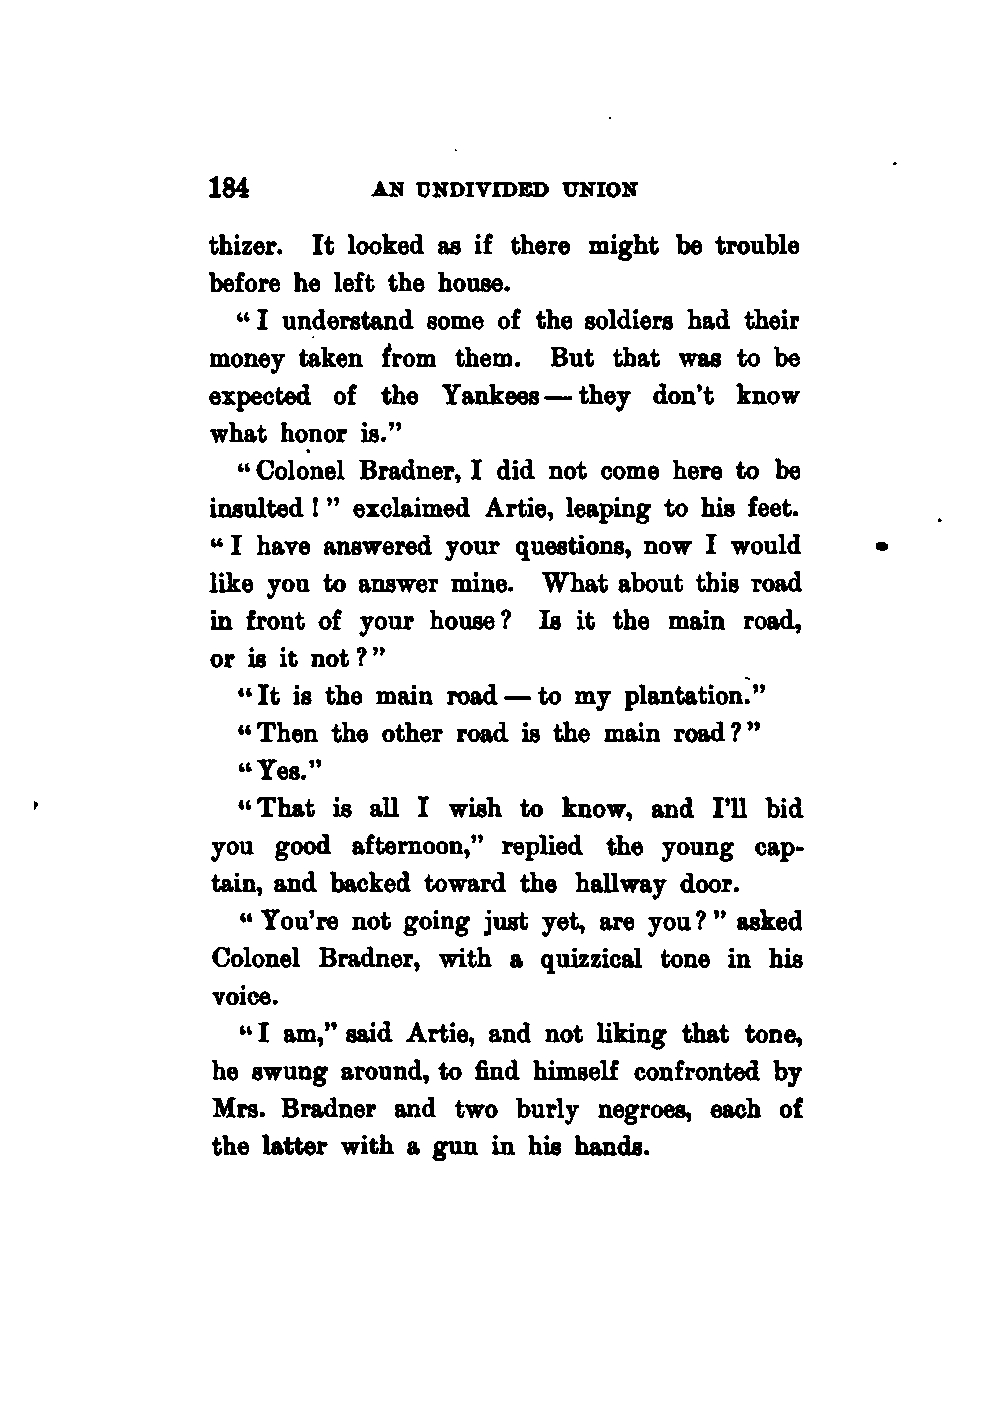 184 AN UNDIVIDED UNION
thizer. It looked as if there might be trouble
before he left the house.
“I understand some of the soldiers had their
money taken from them. But that was to be
expected of the Yankees — they don't know
what honor is.”
“Colonel Bradner, I did not come here to be
insulted!” exclaimed Artie, leaping to his feet.
“I have answered your questions, now I would
like you to answer mine. What about this road
in front of your house? Is it the main road,
or is it not?”
“It is the main road — to my plantation.”
“Then the other road is the main road?”
“Yes.”
“That is all I wish to know, and I'll bid
you good afternoon,” replied the young cap-
tain, and backed toward the hallway door.
“You're not going just yet, are you?” asked
Colonel Bradner, with a quizzical tone in his
voice.
“I am,” said Artie, and not liking that tone,
he swung around, to find himself confronted by
Mrs. Bradner and two burly negroes, each of
the latter with a gun in his hands.